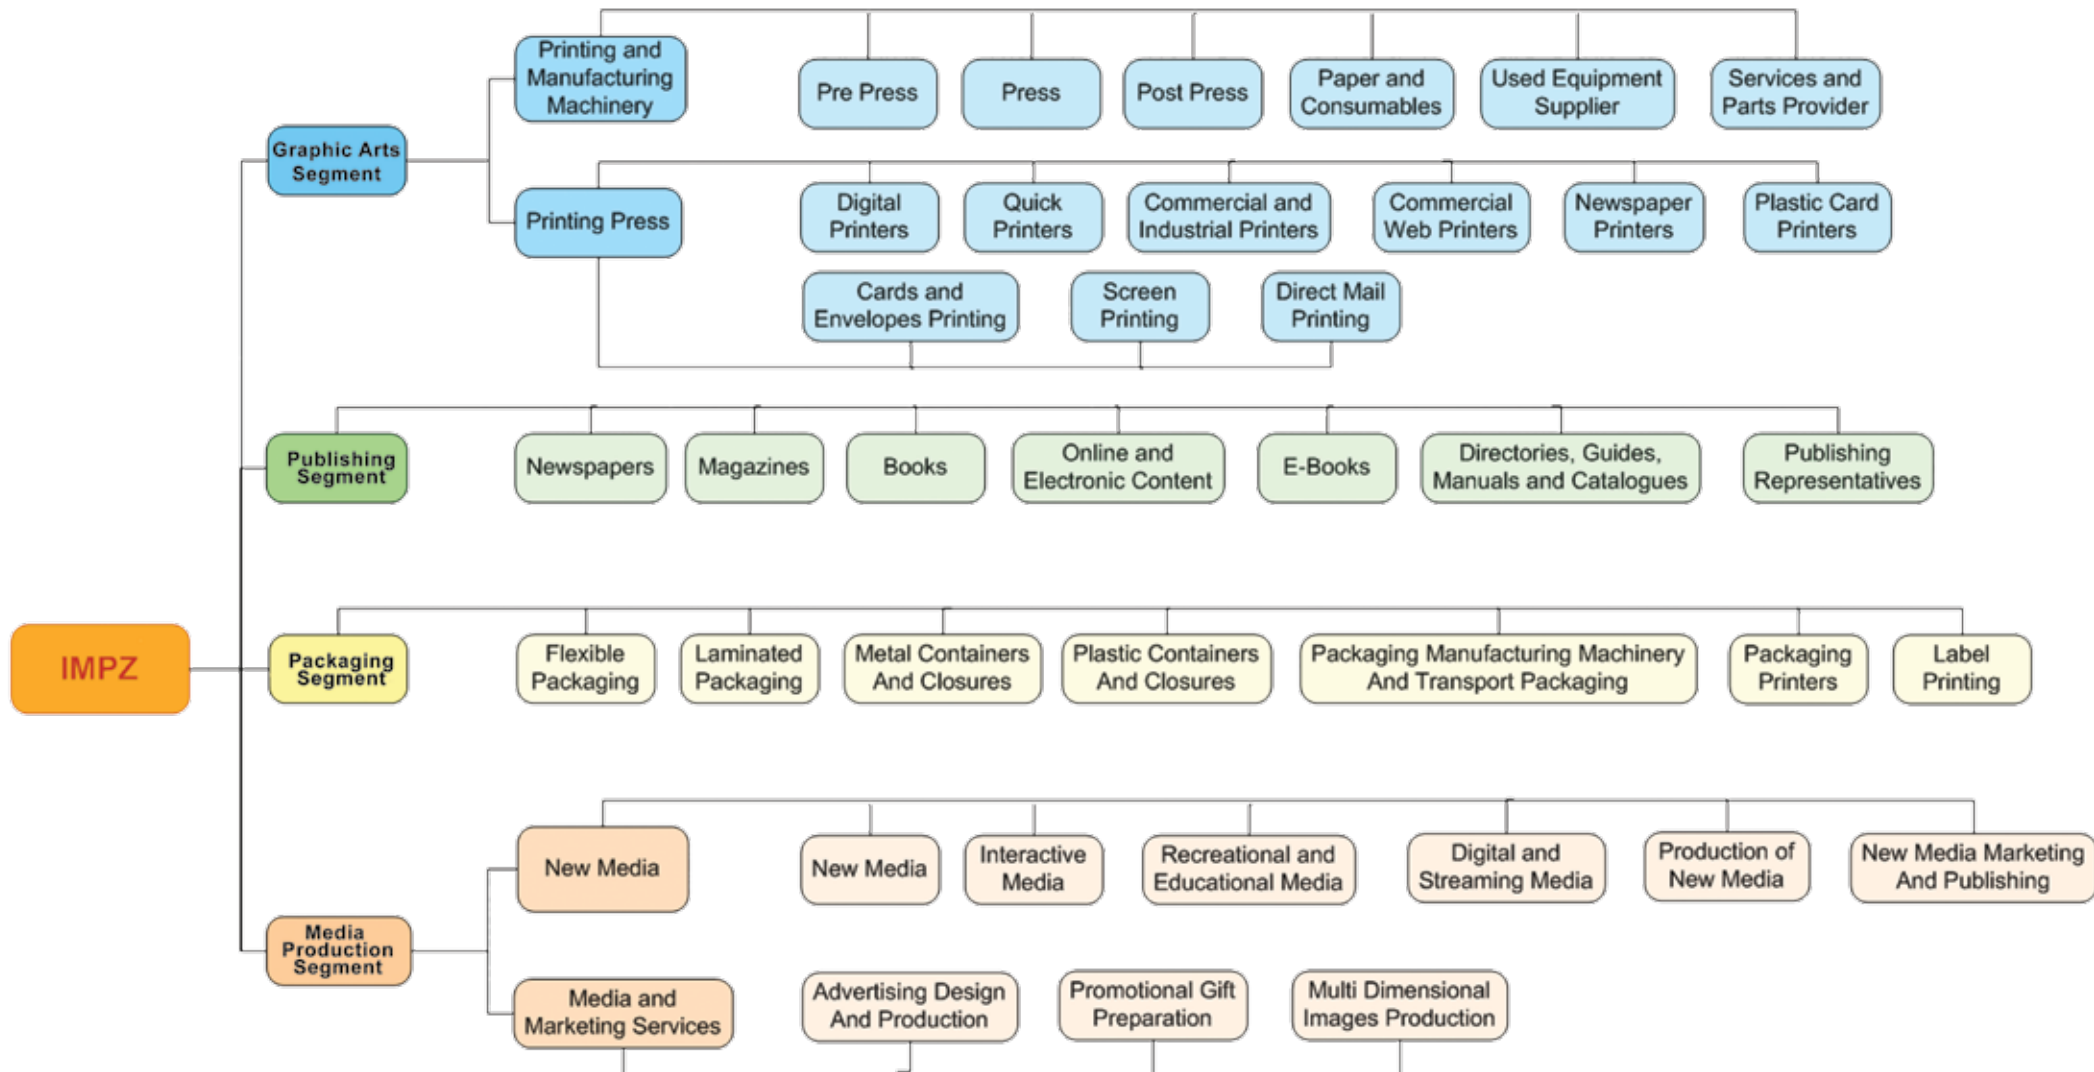 Printing and
Manufacturing
Machinery
Pre Press
Press
Post Press
Paper and
Consumables
Used Equipment
Supplier
Services and
Parts Provider
Graphic Arts
Segment
Printing Press
Digital
Printers
Quick
Printers
Commercial and
Industrial Printers
Commercial
Web Printers
Newspaper
Printers
Plastic Card
Printers
Cards and
Envelopes Printing
Screen
Printing
Direct Mail
Printing
Publishing
Segment
Newspapers
Magazines
Books
Online and
Electronic Content
E-Books
Directories, Guides,
Manuals and Catalogues
Publishing
Representatives
IMPZ
Packaging
Segment
Flexible
Packaging
Laminated
Packaging
Metal Containers
And Closures
Plastic Containers
And Closures
Packaging Manufacturing Machinery
And Transport Packaging
Packaging
Printers
Label
Printing
New Media
New Media
Interactive
Media
Recreational and
Educational Media
Digital and
Streaming Media
Production of
New Media
New Media Marketing
And Publishing
Media
Production
Segment
Media and
Marketing Services
Advertising Design
And Production
Promotional Gift
Preparation
Multi Dimensional
Images Production